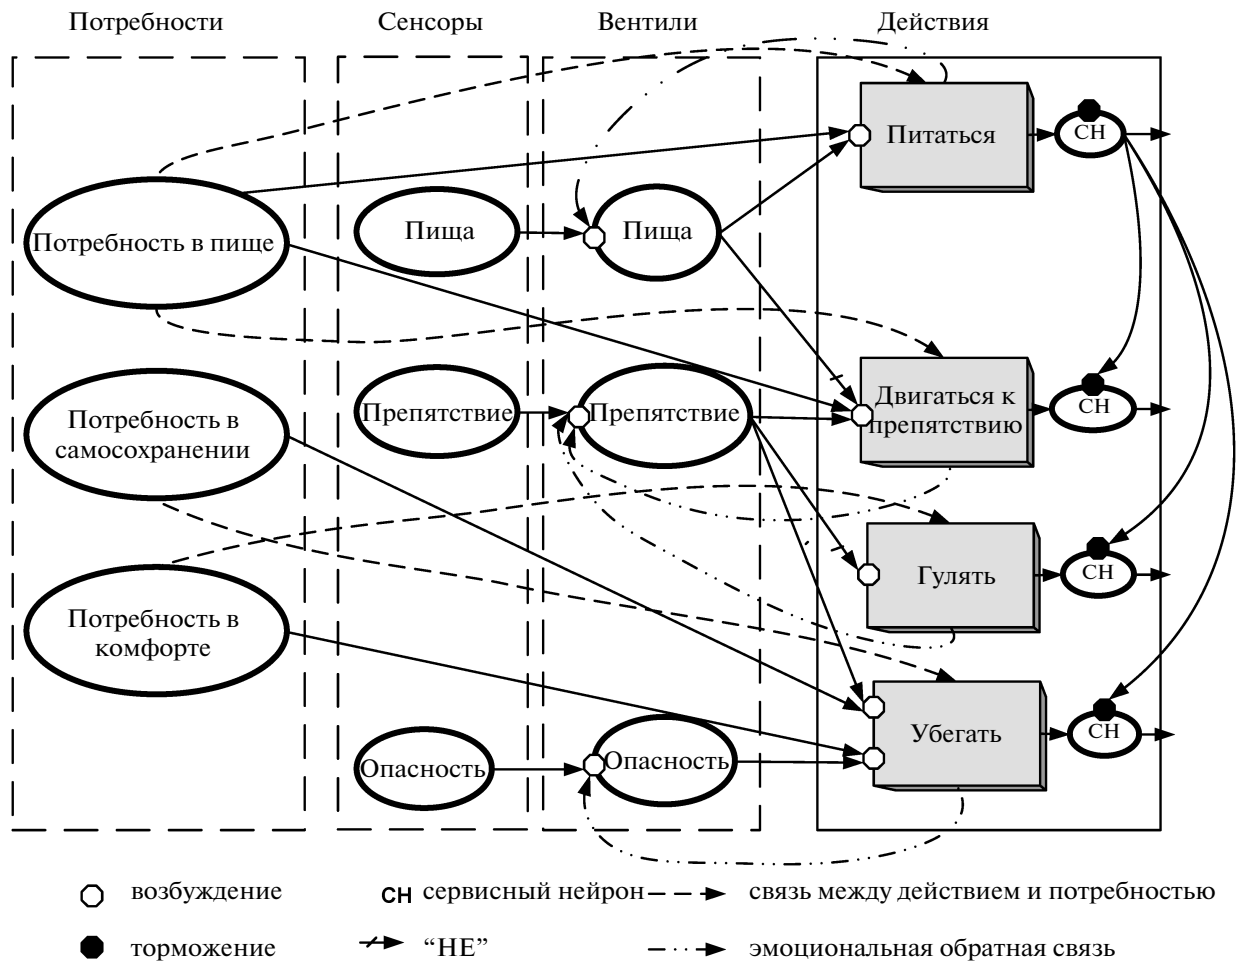 Потребности
Сенсоры
Вентили
Действия
Питаться
СН
Потребность в пище
Пища
Пища
Потребность в
самосохранении
Препятствие
Препятствие
Двигаться к
препятствию
СН
Гулять
СН
Потребность в
комфорте
Опасность
Опасность
Убегать
СН
возбуждение
СН сервисный нейрон
связь между действием и потребностью
торможение
“НЕ”
эмоциональная обратная связь